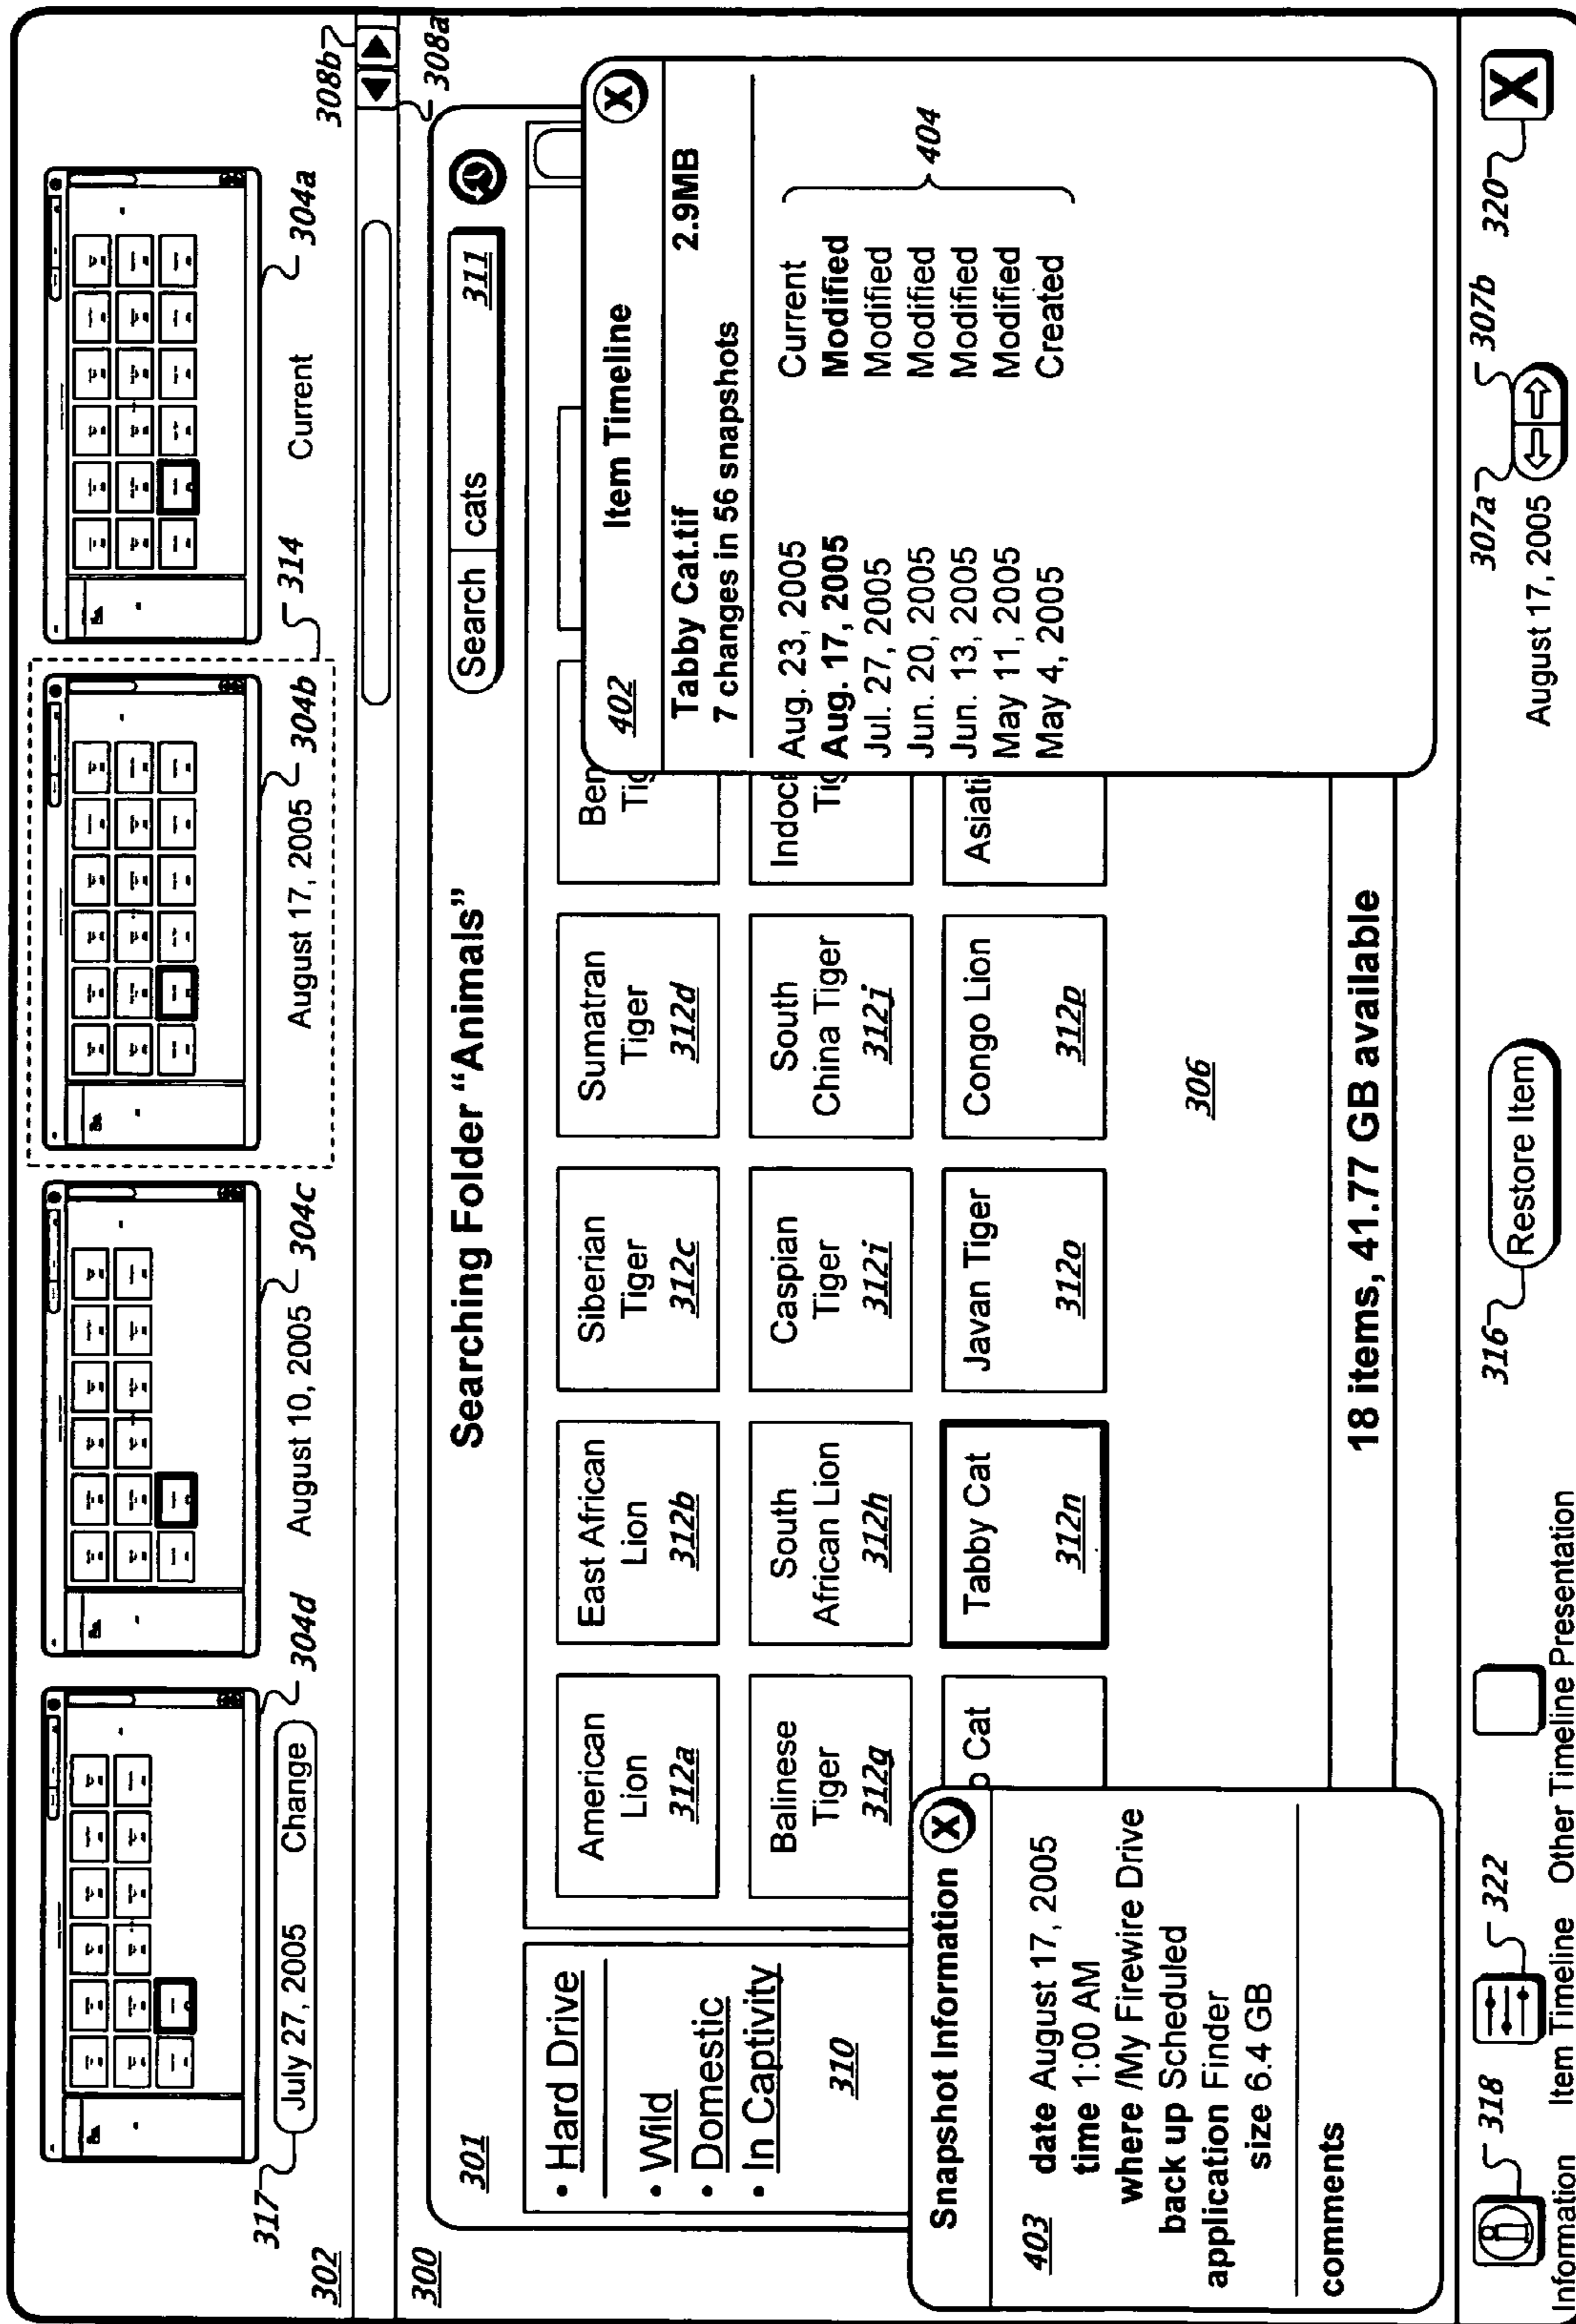 317
July 27, 2005 Change
304d
August 10, 2005
304c
August 17, 2005
304b
314
Current
304a
302
308b
308a
300
301
Searching Folder “Animals”
Search cats 311
• Hard Drive
• Wild
• Domestic
• In Captivity
310
American
Lion
312a
East African
Lion
312b
Siberian
Tiger
312c
Sumatran
Tiger
312d
Ben
Tig
Balinese
Tiger
312g
South
African Lion
312h
Caspian
Tiger
312i
South
China Tiger
312j
Indoc
Tig
Cat
Tabby Cat
312n
Javan Tiger
312o
Congo Lion
312p
Asiati
306
18 items, 41.77 GB available
Snapshot Information X
403
date August 17, 2005
time 1:00 AM
where /My Firewire Drive
back up Scheduled
application Finder
size 6.4 GB
comments
402 Item Timeline X
Tabby Cat.tif 2.9MB
7 changes in 56 snapshots
Aug. 23, 2005 Current
Aug. 17, 2005 Modified
Jul. 27, 2005 Modified
Jun. 20, 2005 Modified
Jun. 13, 2005 Modified
May 11, 2005 Modified
May 4, 2005 Created
404
318
Information
322
Item Timeline
Other Timeline Presentation
316
Restore Item
August 17, 2005
307a
307b
320
X